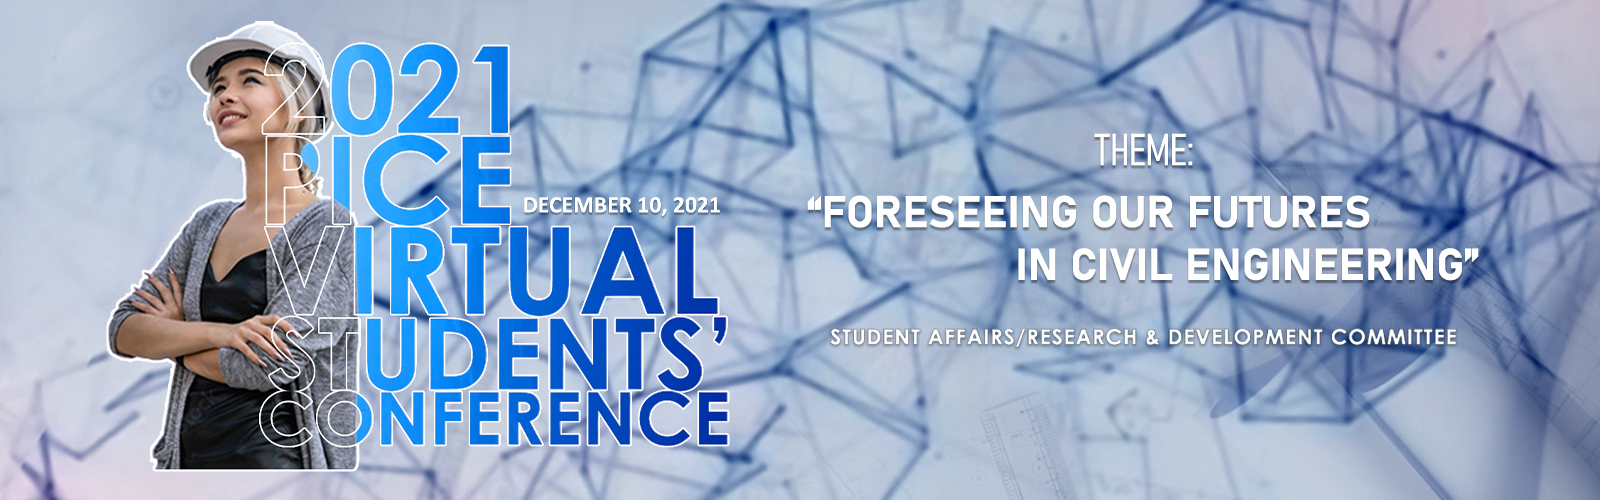 2021
PICE
DECEMBER 10, 2021
VIRTUAL
STUDENTS’
CONFERENCE
THEME:
“FORESEEING OUR FUTURES
IN CIVIL ENGINEERING”
STUDENT AFFAIRS/RESEARCH & DEVELOPMENT COMMITTEE